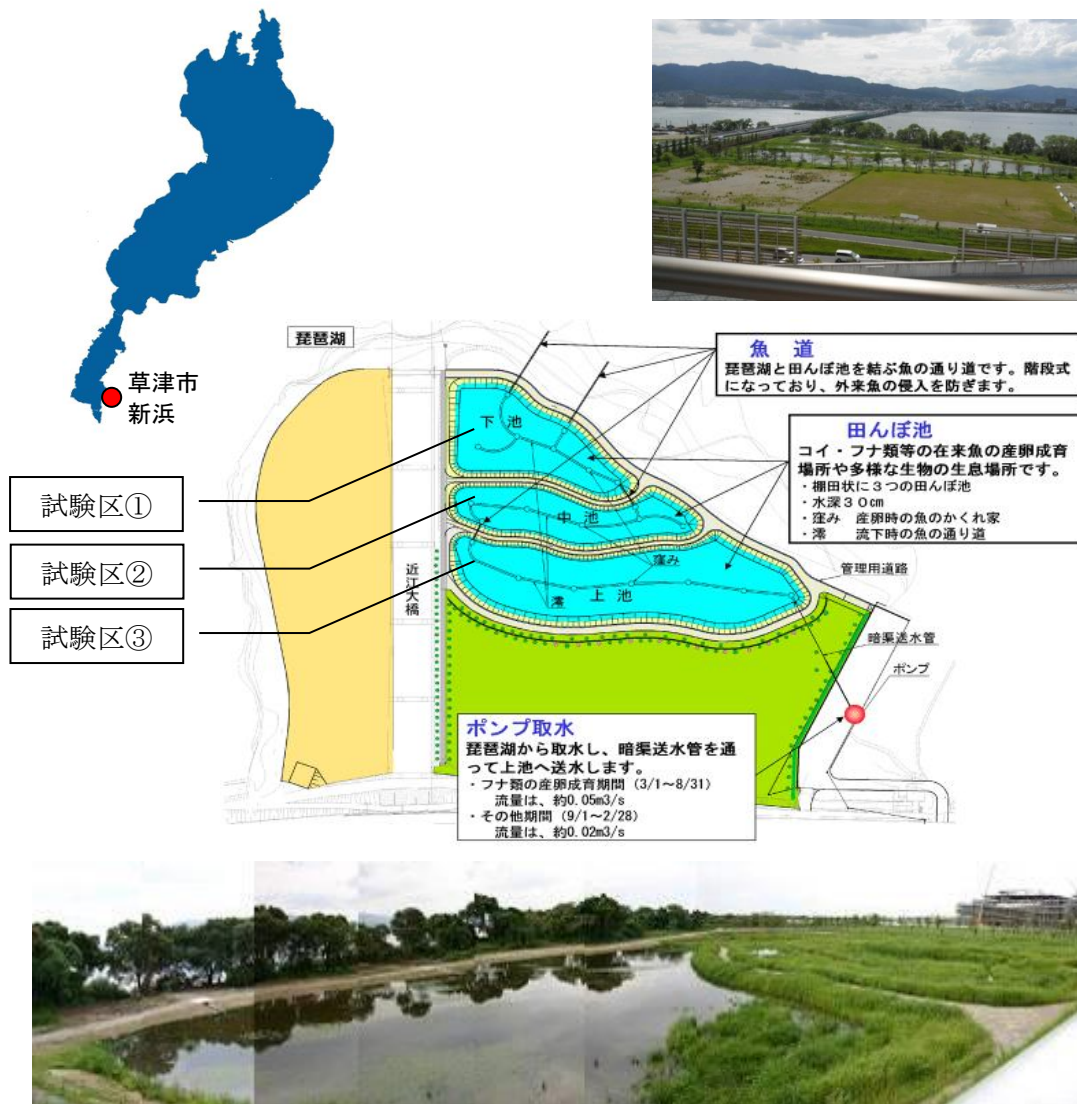 草津市
新浜
琵琶湖
魚 道
琵琶湖と田んぼ池を結ぶ魚の通り道です。階段式
になっており、外来魚の侵入を防ぎます。
田んぼ池
コイ・フナ類等の在来魚の産卵成育
場所や多様な生物の生息場所です。
・棚田状に3つの田んぼ池
・水深30cm
・窪み 産卵時の魚のかくれ家
・澪 流下時の魚の通り道
下 池
試験区①
中 池
試験区②
窪み
管理用道路
近江大橋
澪
上 池
試験区③
暗渠送水管
ポンプ
ポンプ取水
琵琶湖から取水し、暗渠送水管を通
って上池へ送水します。
・フナ類の産卵成育期間(3/1~8/31)
流量は、約0.05m3/s
・その他期間(9/1~2/28)
流量は、約0.02m3/s